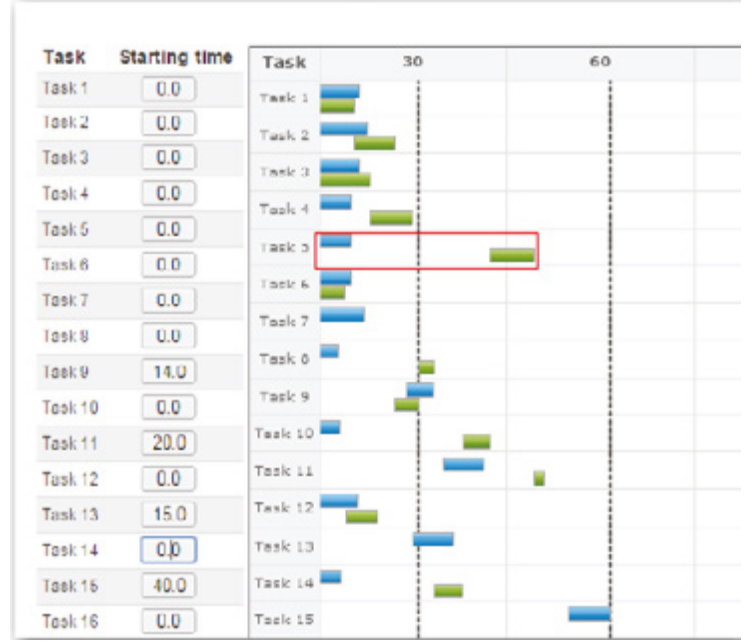 Task Starting time
Task 1 0.0
Task 2 0.0
Task 3 0.0
Task 4 0.0
Task 5 0.0
Task 6 0.0
Task 7 0.0
Task 8 0.0
Task 9 14.0
Task 10 0.0
Task 11 20.0
Task 12 0.0
Task 13 15.0
Task 14 0.0
Task 15 40.0
Task 16 0.0
Task 30 60
Task 1
Task 2
Task 3
Task 4
Task 5
Task 6
Task 7
Task 8
Task 9
Task 10
Task 11
Task 12
Task 13
Task 14
Task 15